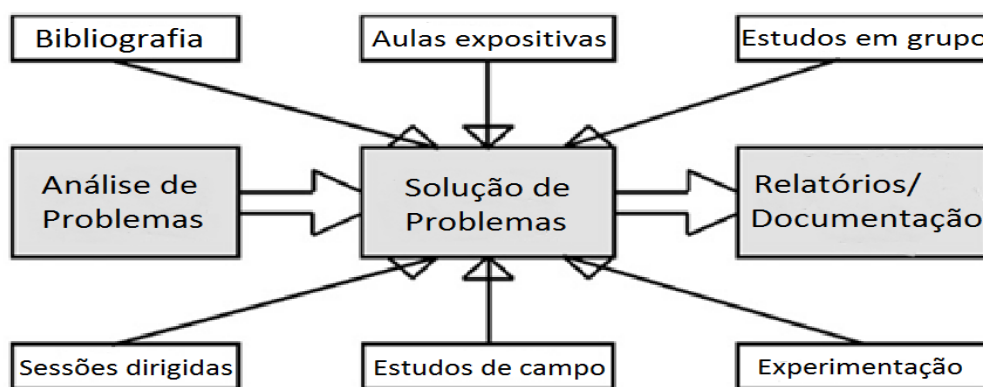 Bibliografia
Aulas expositivas
Estudos em grupo
Análise de
Problemas
Solução de
Problemas
Relatórios/
Documentação
Sessões dirigidas
Estudos de campo
Experimentação